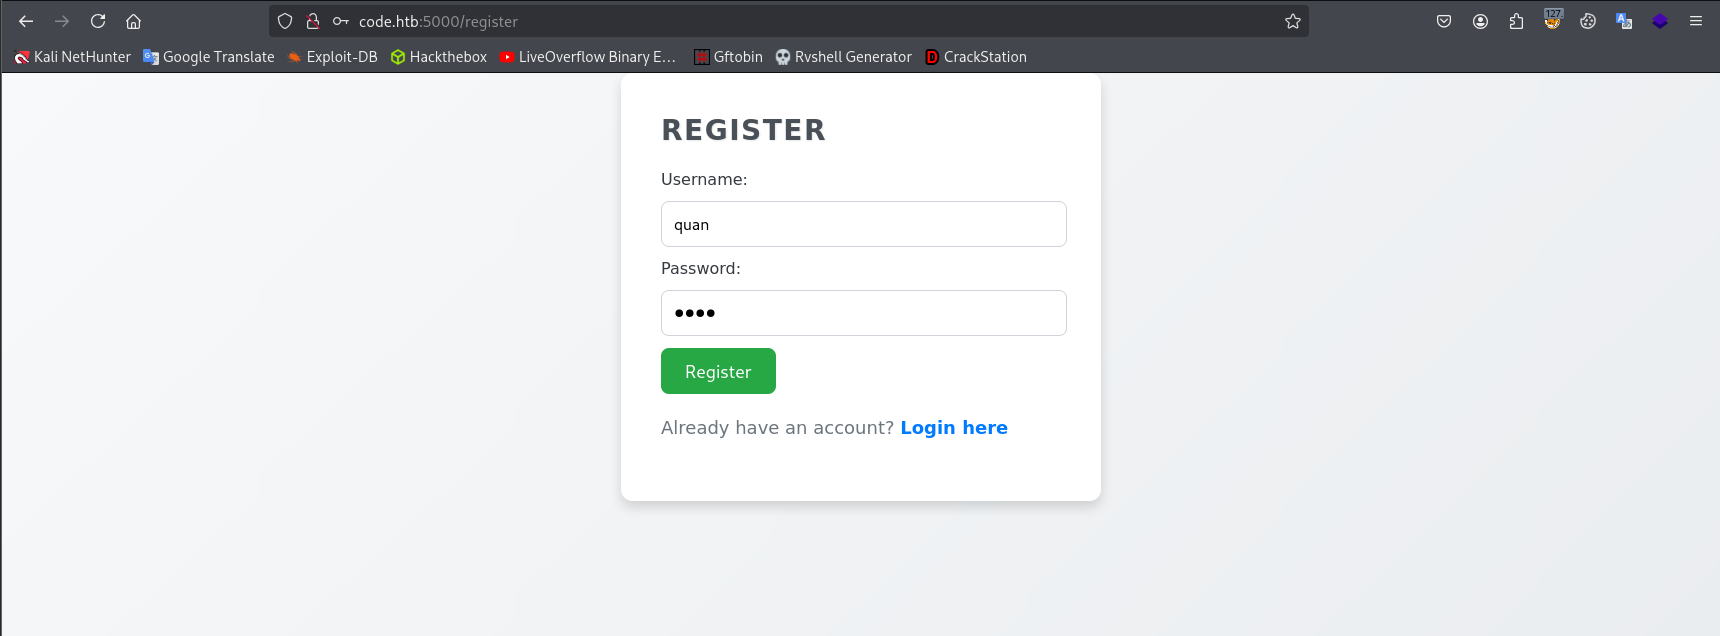 code.htb:5000/register
127.
Kali NetHunter Google Translate Exploit-DB Hackthebox LiveOverflow Binary E... Gftobin Rvshell Generator CrackStation
REGISTER
Username:
quan
Password:
Register
Already have an account? Login here